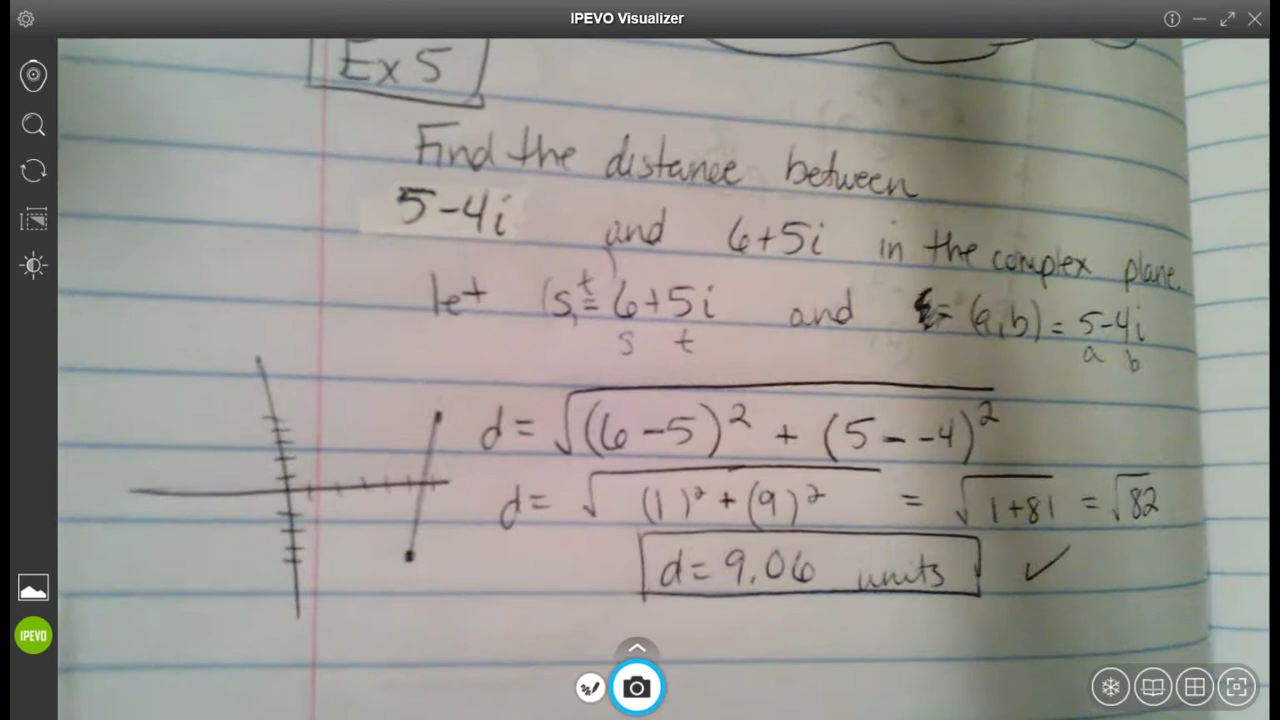 IPEVO Visualizer
Ex 5
Find the distance between
5-4i and 6+5i in the complex plane.
let (s,t = 6+5i and = (a,b) = 5-4i
s t a b
d = √(6-5)² + (5--4)²
d = √(1)² + (9)² = √1+81 = √82
d = 9.06 units ✓
IPEVO